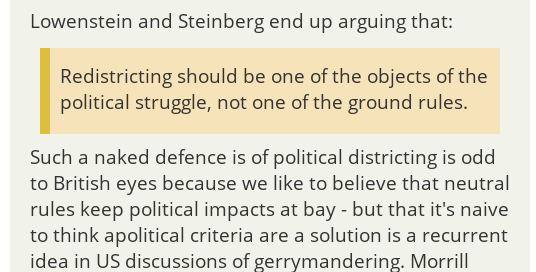 Lowenstein and Steinberg end up arguing that:
Redistricting should be one of the objects of the
political struggle, not one of the ground rules.
Such a naked defence is of political districting is odd
to British eyes because we like to believe that neutral
rules keep political impacts at bay - but that it's naive
to think apolitical criteria are a solution is a recurrent
idea in US discussions of gerrymandering. Morrill